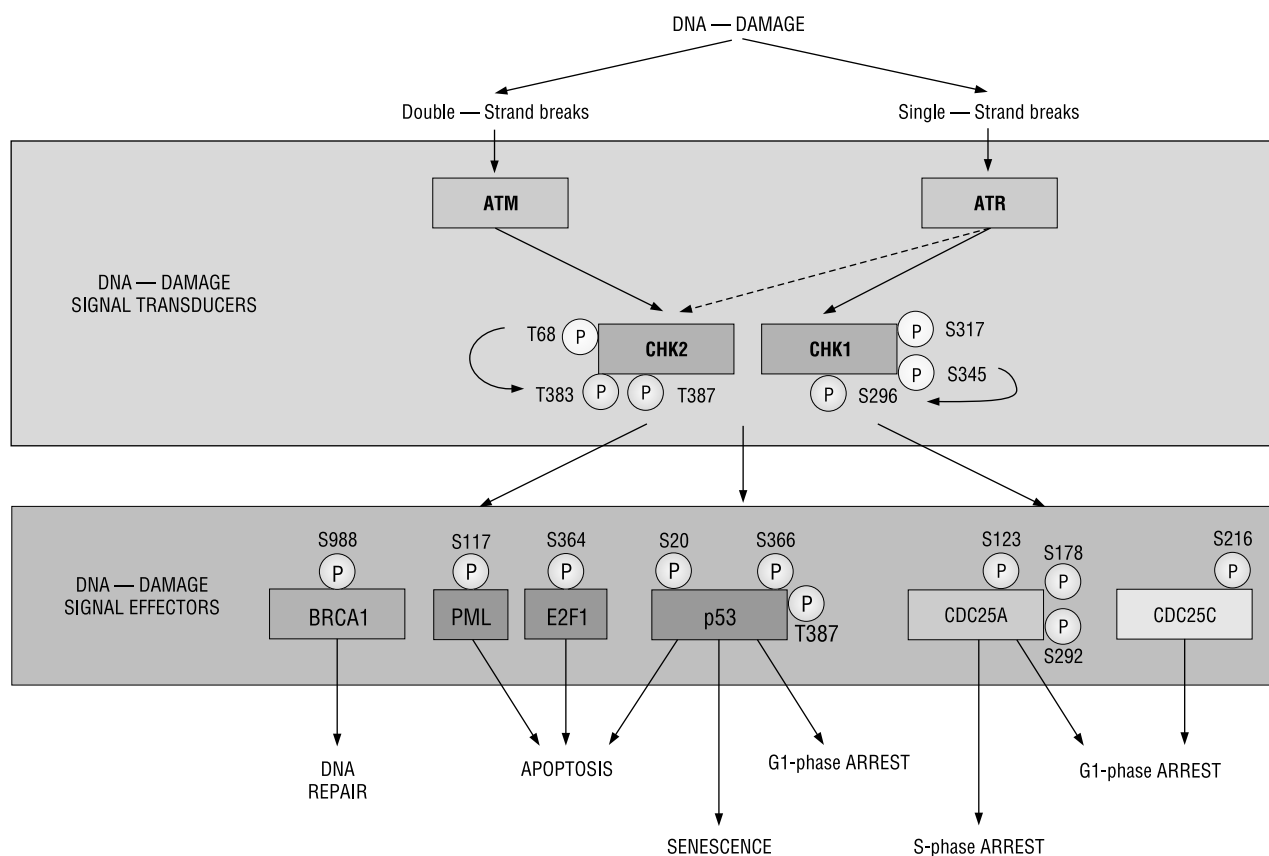 DNA — DAMAGE
Double — Strand breaks
Single — Strand breaks
ATM
ATR
DNA — DAMAGE
SIGNAL TRANSDUCERS
T68
P
CHK2
CHK1
P
S317
P
S345
T383
P
P
T387
P
S296
S988
S117
S364
S20
S366
S123
S178
S216
P
P
P
P
P
P
P
P
DNA — DAMAGE
SIGNAL EFFECTORS
BRCA1
PML
E2F1
p53
P
T387
CDC25A
P
S292
CDC25C
DNA
REPAIR
APOPTOSIS
G1-phase ARREST
G1-phase ARREST
SENESCENCE
S-phase ARREST